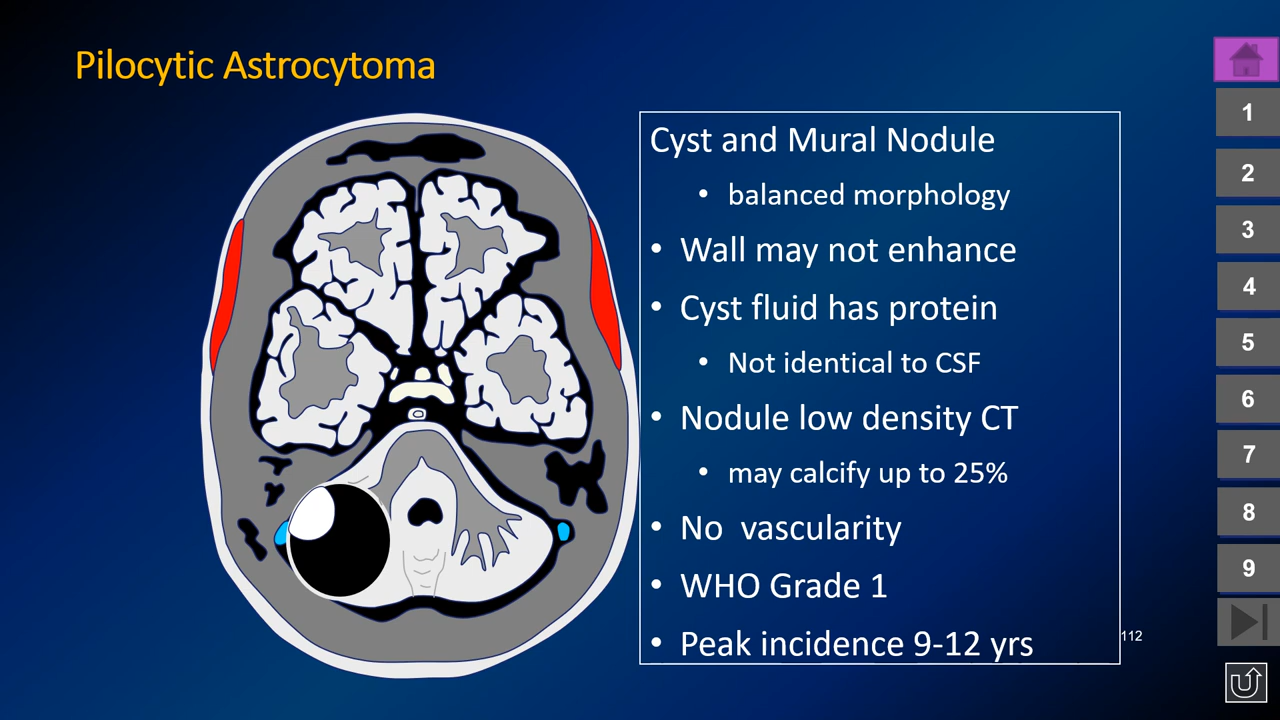 Pilocytic Astrocytoma
Cyst and Mural Nodule
• balanced morphology
• Wall may not enhance
• Cyst fluid has protein
• Not identical to CSF
• Nodule low density CT
• may calcify up to 25%
• No  vascularity
• WHO Grade 1
• Peak incidence 9-12 yrs
112
1
2
3
4
5
6
7
8
9